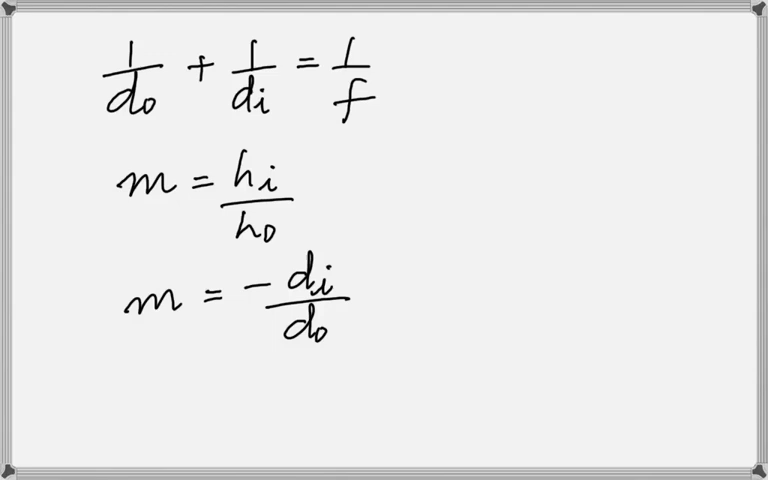 1/do + 1/di = 1/f
m = hi/ho
m = - di/do